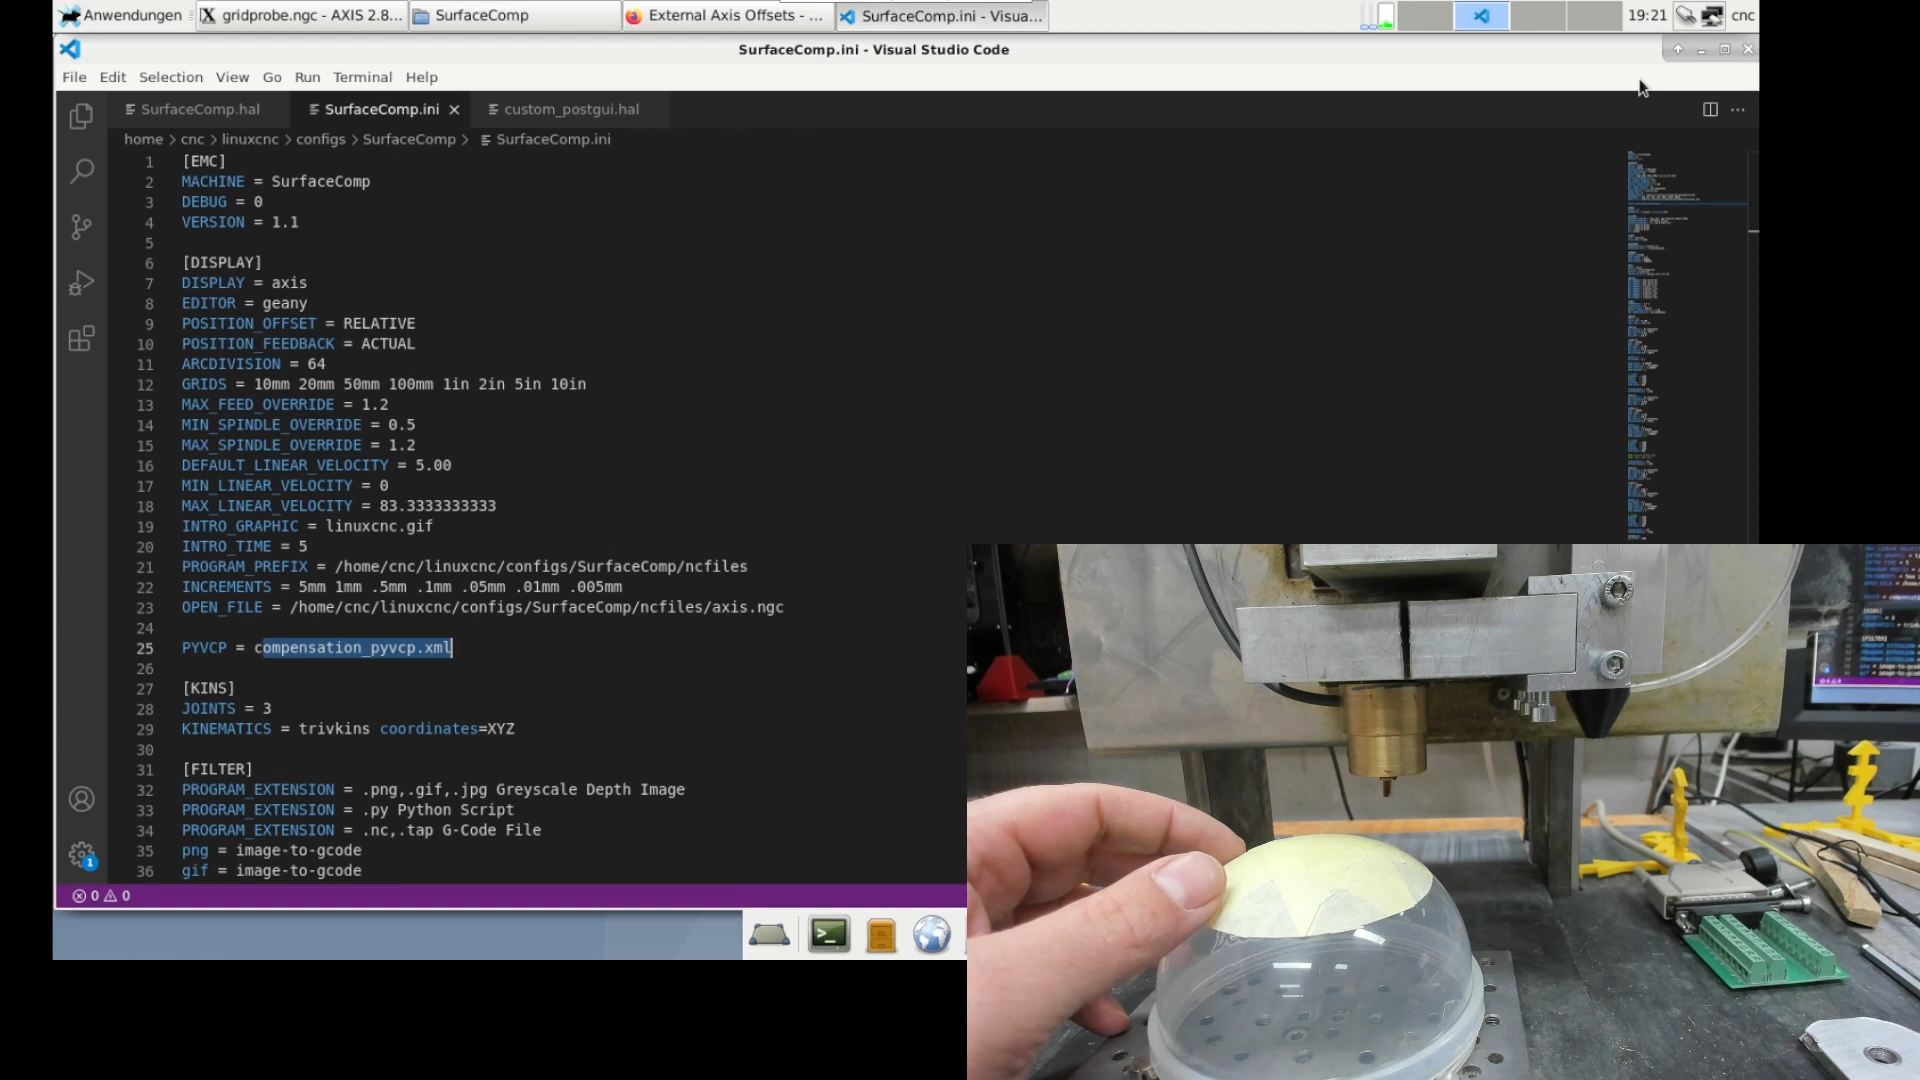 Anwendungen
gridprobe.ngc - AXIS 2.8...
SurfaceComp
External Axis Offsets - ...
SurfaceComp.ini - Visua...
19:21
cnc
SurfaceComp.ini - Visual Studio Code
File Edit Selection View Go Run Terminal Help
SurfaceComp.hal
SurfaceComp.ini
custom_postgui.hal
home > cnc > linuxcnc > configs > SurfaceComp > SurfaceComp.ini
1 [EMC]
2 MACHINE = SurfaceComp
3 DEBUG = 0
4 VERSION = 1.1
5
6 [DISPLAY]
7 DISPLAY = axis
8 EDITOR = geany
9 POSITION_OFFSET = RELATIVE
10 POSITION_FEEDBACK = ACTUAL
11 ARCDIVISION = 64
12 GRIDS = 10mm 20mm 50mm 100mm 1in 2in 5in 10in
13 MAX_FEED_OVERRIDE = 1.2
14 MIN_SPINDLE_OVERRIDE = 0.5
15 MAX_SPINDLE_OVERRIDE = 1.2
16 DEFAULT_LINEAR_VELOCITY = 5.00
17 MIN_LINEAR_VELOCITY = 0
18 MAX_LINEAR_VELOCITY = 83.3333333333
19 INTRO_GRAPHIC = linuxcnc.gif
20 INTRO_TIME = 5
21 PROGRAM_PREFIX = /home/cnc/linuxcnc/configs/SurfaceComp/ncfiles
22 INCREMENTS = 5mm 1mm .5mm .1mm .05mm .01mm .005mm
23 OPEN_FILE = /home/cnc/linuxcnc/configs/SurfaceComp/ncfiles/axis.ngc
24
25 PYVCP = compensation_pyvcp.xml
26
27 [KINS]
28 JOINTS = 3
29 KINEMATICS = trivkins coordinates=XYZ
30
31 [FILTER]
32 PROGRAM_EXTENSION = .png,.gif,.jpg Greyscale Depth Image
33 PROGRAM_EXTENSION = .py Python Script
34 PROGRAM_EXTENSION = .nc,.tap G-Code File
35 png = image-to-gcode
36 gif = image-to-gcode
1
0 0